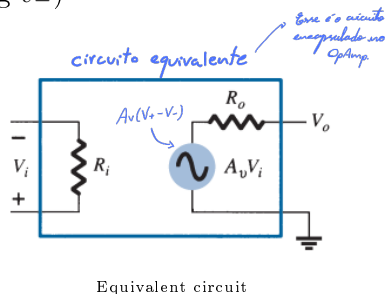 Esse é o circuito
encapsulado no
OpAmp.
circuito equivalente
Av(V+-V-)
Ro
Vo
−
Vi
Ri
AvVi
+
Equivalent circuit